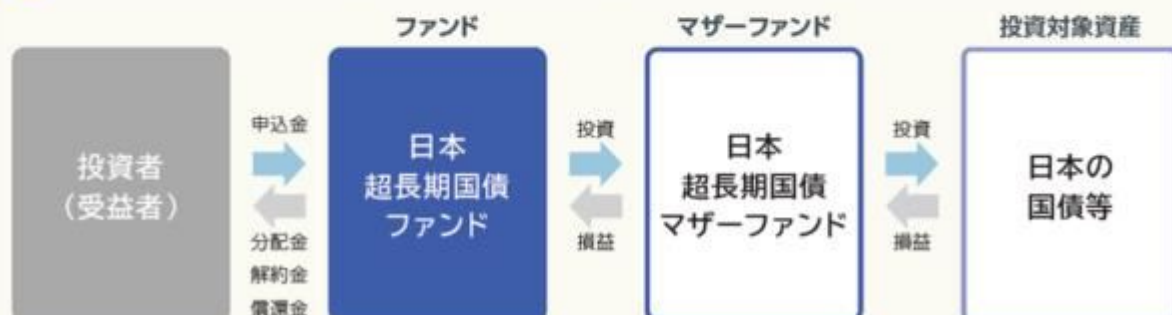 ファンド
マザーファンド
投資対象資産
投資者
（受益者）
申込金
分配金
解約金
償還金
日本
超長期国債
ファンド
投資
損益
日本
超長期国債
マザーファンド
投資
損益
日本の
国債等